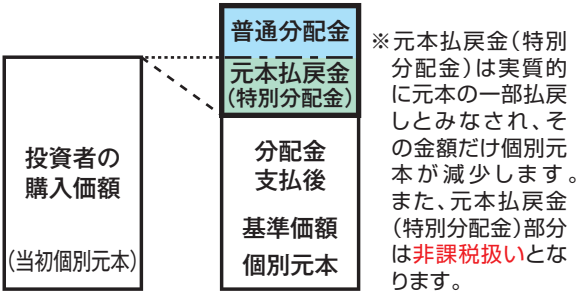 普通分配金
元本払戻金
(特別分配金)
投資者の
購入価額
(当初個別元本)
分配金
支払後
基準価額
個別元本
※元本払戻金(特別
分配金)は実質的
に元本の一部払戻
しとみなされ、そ
の金額だけ個別元
本が減少します。
また、元本払戻金
(特別分配金)部分
は非課税扱いとな
ります。